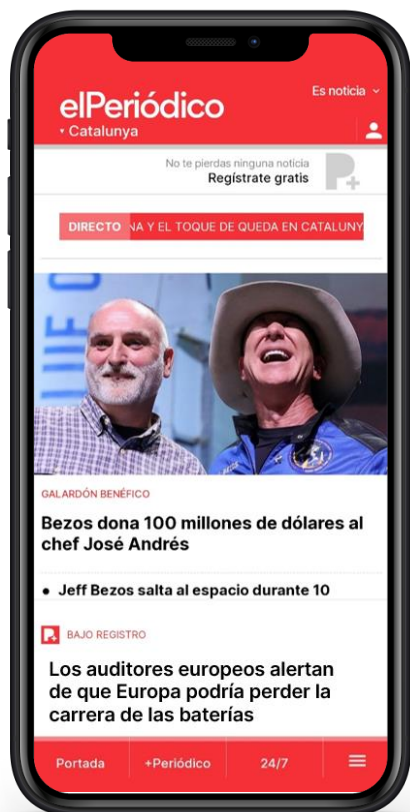 Es noticia
elPeriódico
Catalunya
No te pierdas ninguna noticia
Regístrate gratis
P+
DIRECTO NA Y EL TOQUE DE QUEDA EN CATALUNY
BLUE O
GALARDÓN BENÉFICO
Bezos dona 100 millones de dólares al
chef José Andrés
• Jeff Bezos salta al espacio durante 10
P+ BAJO REGISTRO
Los auditores europeos alertan
de que Europa podría perder la
carrera de las baterías
Portada +Periódico 24/7